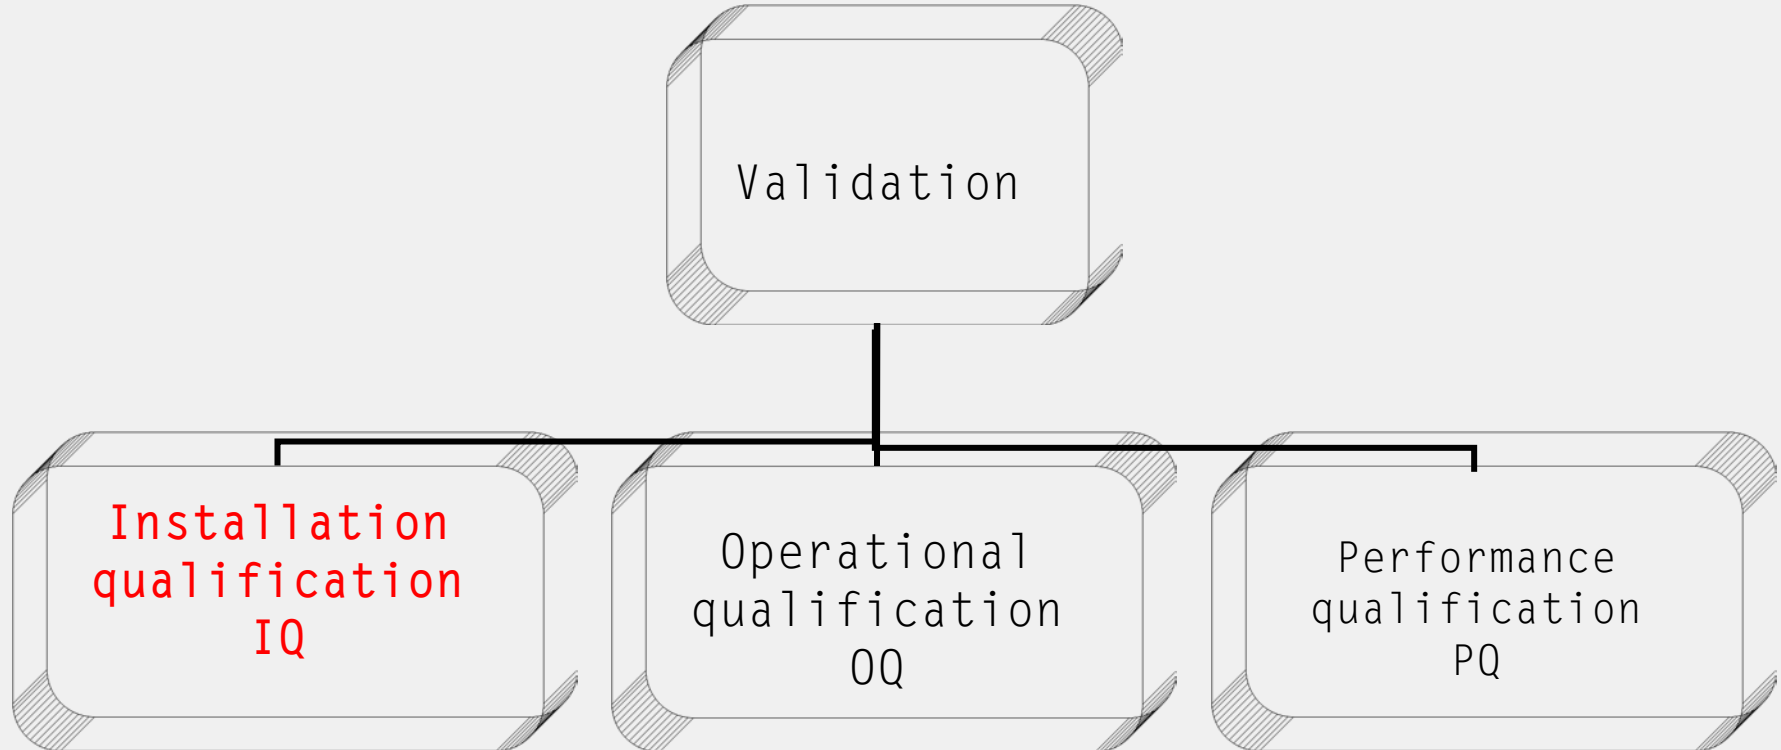 Validation
Installation
qualification
IQ
Operational
qualification
OQ
Performance
qualification
PQ